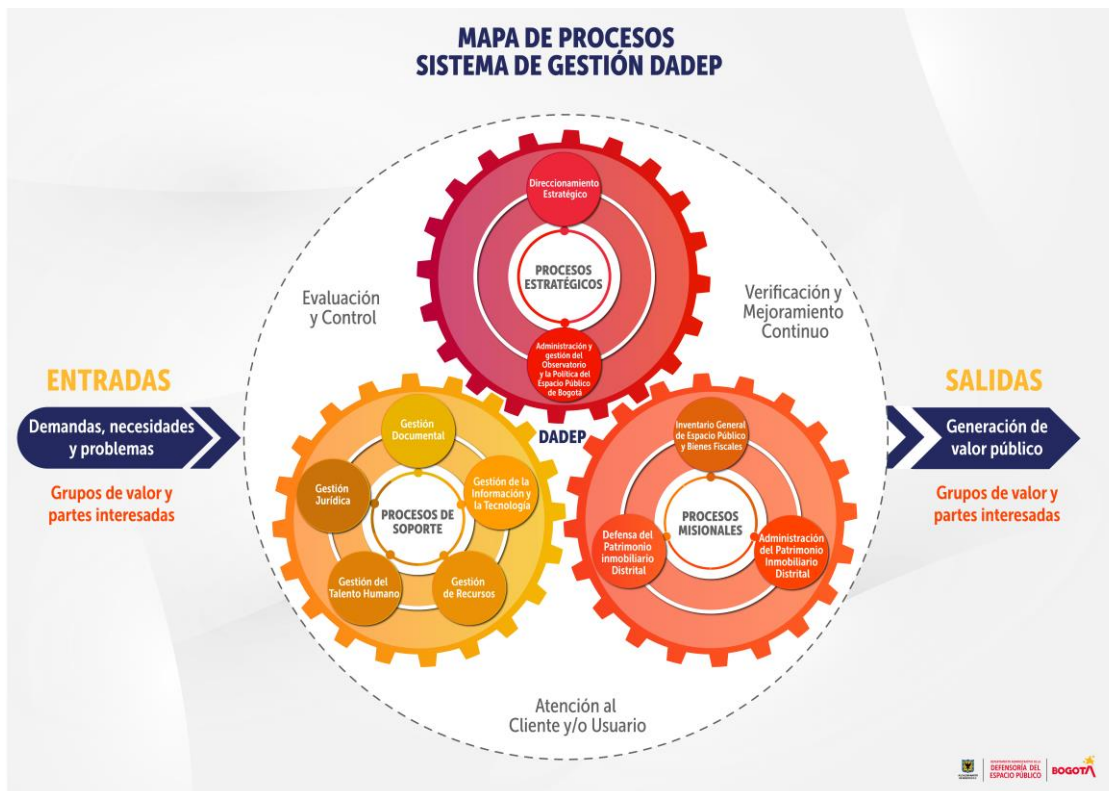 MAPA DE PROCESOS
SISTEMA DE GESTIÓN DADEP
Direccionamiento
Estratégico
PROCESOS
ESTRATÉGICOS
Administración y
gestión del
Observatorio
y la Política del
Espacio Público
de Bogotá
Evaluación
y Control
Verificación y
Mejoramiento
Continuo
ENTRADAS
Demandas, necesidades
y problemas
Grupos de valor y
partes interesadas
DADEP
Gestión
Documental
Gestión
Jurídica
Gestión de la
Información y
la Tecnología
PROCESOS DE
SOPORTE
Gestión del
Talento Humano
Gestión
de Recursos
Inventario General
de Espacio Público
y Bienes Fiscales
PROCESOS
MISIONALES
Defensa del
Patrimonio
inmobiliario
Distrital
Administración
del Patrimonio
Inmobiliario
Distrital
SALIDAS
Generación de
valor público
Grupos de valor y
partes interesadas
Atención al
Cliente y/o Usuario
DEFENSORÍA DEL
ESPACIO PÚBLICO
BOGOTÁ